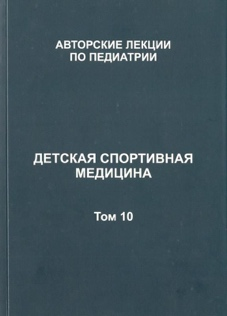 АВТОРСКИЕ ЛЕКЦИИ
ПО ПЕДИАТРИИ
ДЕТСКАЯ СПОРТИВНАЯ
МЕДИЦИНА
Том 10